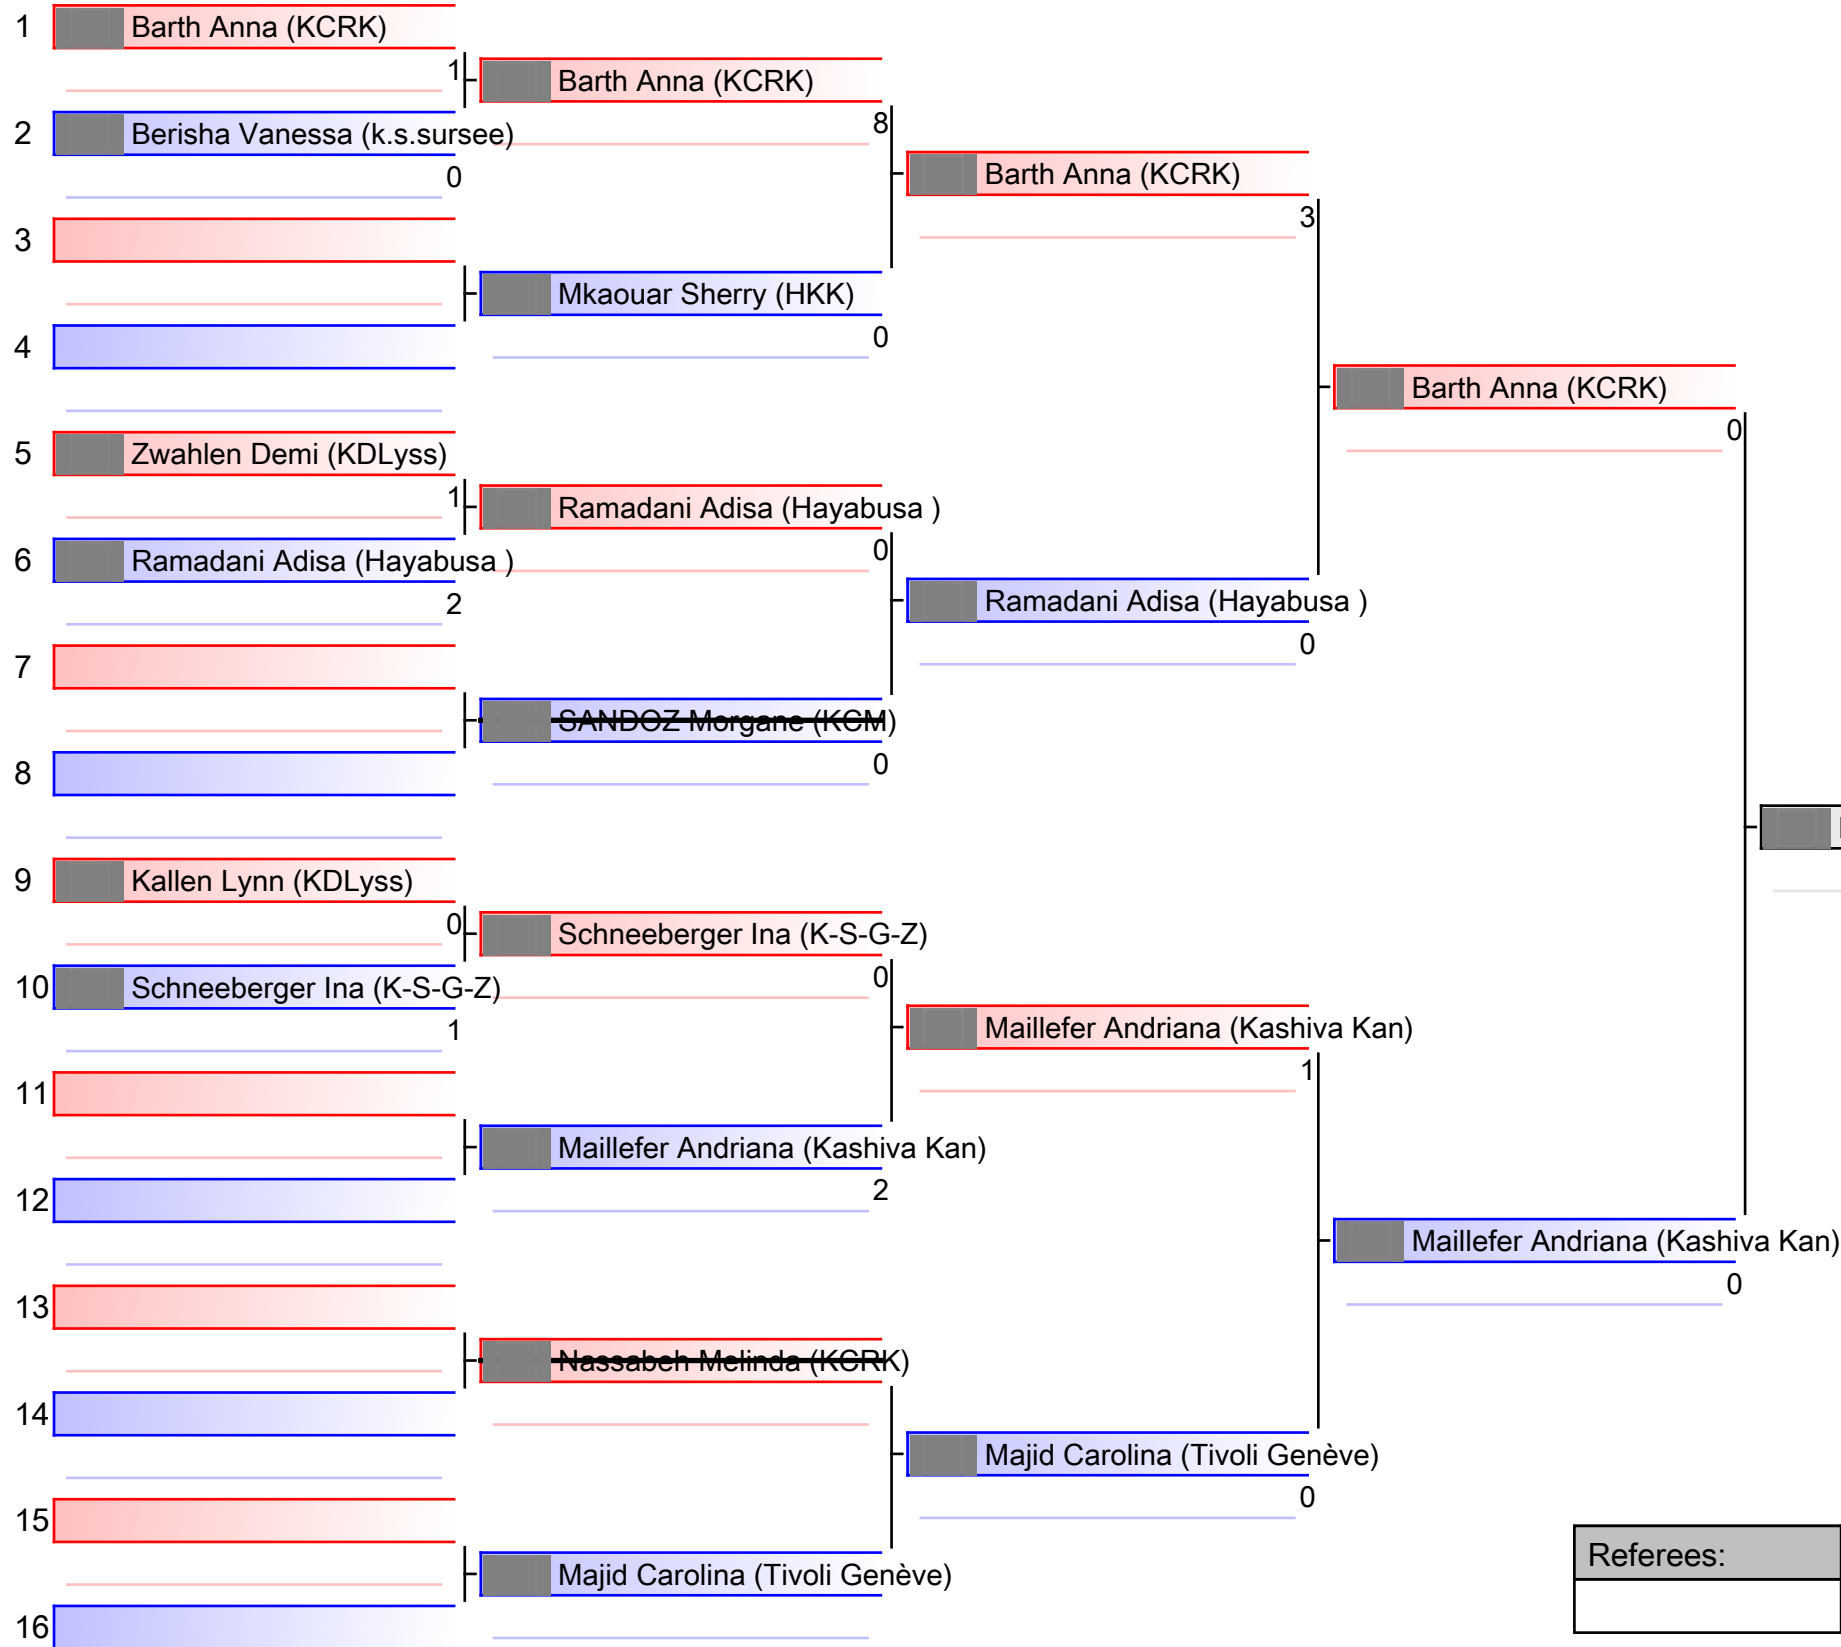 1 Barth Anna (KCRK)
1 Barth Anna (KCRK)
8
2 Berisha Vanessa (k.s.sursee)
0
Barth Anna (KCRK)
3
3
Mkaouar Sherry (HKK)
0
4
Barth Anna (KCRK)
0
5 Zwahlen Demi (KDLyss)
1 Ramadani Adisa (Hayabusa )
0
6 Ramadani Adisa (Hayabusa )
2
Ramadani Adisa (Hayabusa )
0
7
SANDOZ Morgane (KCM)
0
8
9 Kallen Lynn (KDLyss)
0 Schneeberger Ina (K-S-G-Z)
0
10 Schneeberger Ina (K-S-G-Z)
1
Maillefer Andriana (Kashiva Kan)
1
11
Maillefer Andriana (Kashiva Kan)
2
12
Maillefer Andriana (Kashiva Kan)
0
13
Nassabeh Melinda (KCRK)
14
Majid Carolina (Tivoli Genève)
0
15
Majid Carolina (Tivoli Genève)
16
Referees: